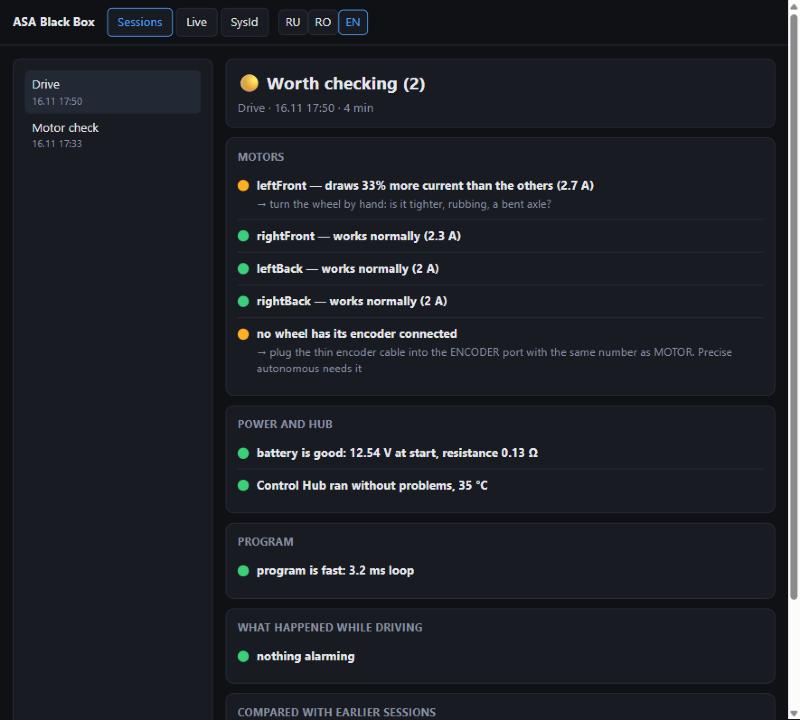 ASA Black Box Sessions Live SysId RU RO EN
Drive
16.11 17:50
Motor check
16.11 17:33
Worth checking (2)
Drive · 16.11 17:50 · 4 min
MOTORS
leftFront — draws 33% more current than the others (2.7 A)
→ turn the wheel by hand: is it tighter, rubbing, a bent axle?
rightFront — works normally (2.3 A)
leftBack — works normally (2 A)
rightBack — works normally (2 A)
no wheel has its encoder connected
→ plug the thin encoder cable into the ENCODER port with the same number as MOTOR. Precise
autonomous needs it
POWER AND HUB
battery is good: 12.54 V at start, resistance 0.13 Ω
Control Hub ran without problems, 35 °C
PROGRAM
program is fast: 3.2 ms loop
WHAT HAPPENED WHILE DRIVING
nothing alarming
COMPARED WITH EARLIER SESSIONS